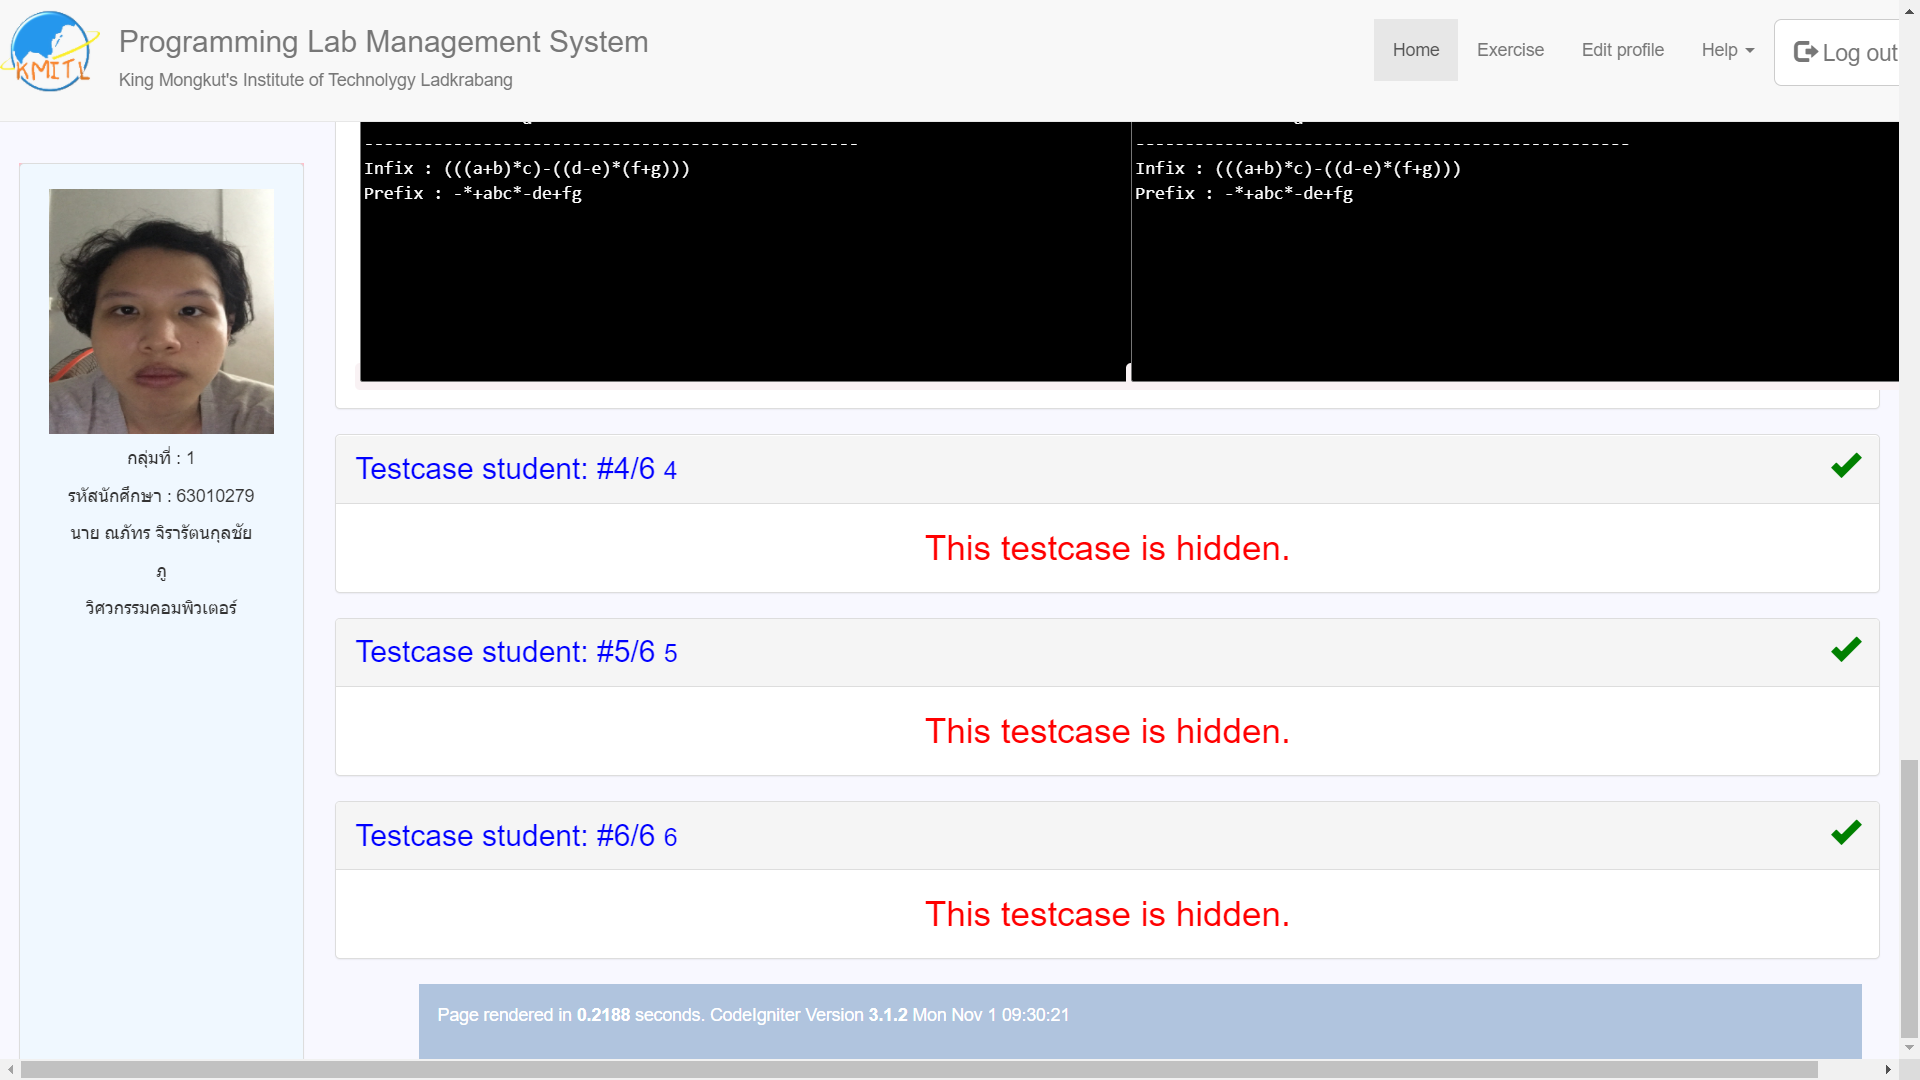 KMITL
Programming Lab Management System
King Mongkut's Institute of Technolygy Ladkrabang
Home
Exercise
Edit profile
Help
Log out
--------------------------------------------------
Infix : (((a+b)*c)-((d-e)*(f+g)))
Prefix : -*+abc*-de+fg
--------------------------------------------------
Infix : (((a+b)*c)-((d-e)*(f+g)))
Prefix : -*+abc*-de+fg
กลุ่มที่ : 1
รหัสนักศึกษา : 63010279
นาย ณภัทร จิรารัตนกุลชัย
ภู
วิศวกรรมคอมพิวเตอร์
Testcase student: #4/6 4
This testcase is hidden.
Testcase student: #5/6 5
This testcase is hidden.
Testcase student: #6/6 6
This testcase is hidden.
Page rendered in 0.2188 seconds. CodeIgniter Version 3.1.2 Mon Nov 1 09:30:21